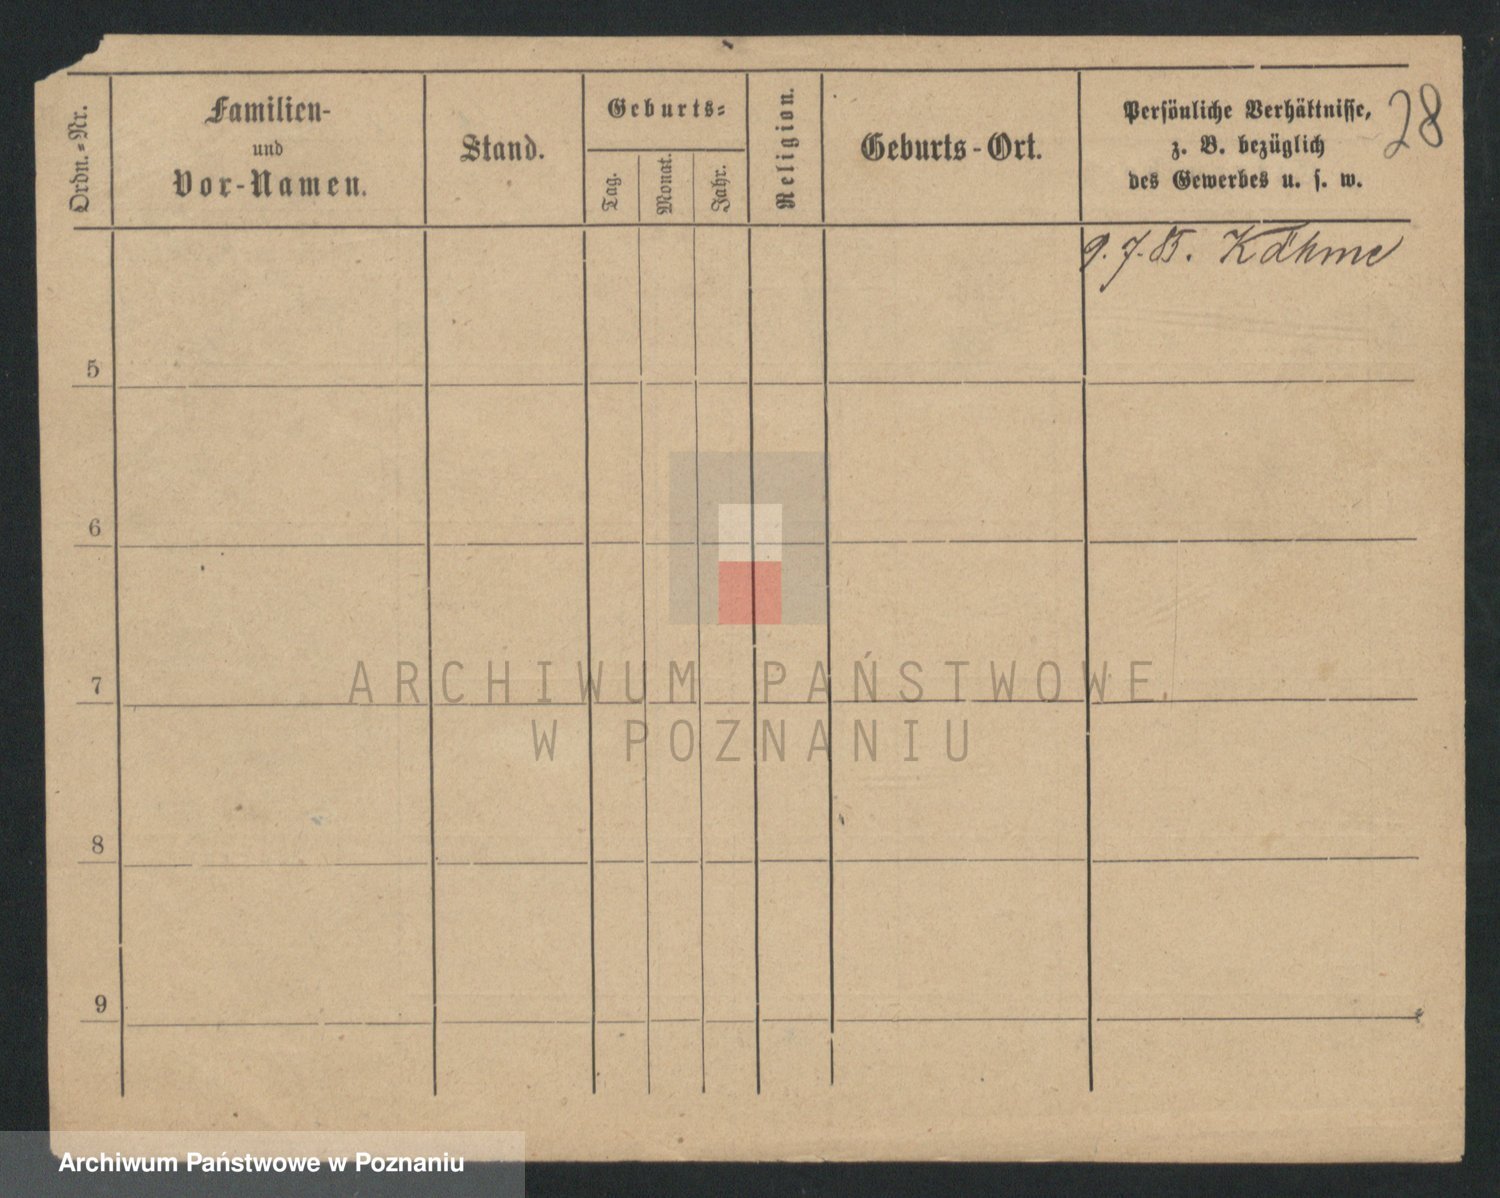 Ordn.-Nr.
Familien-
und
Vor-Namen.
Stand.
Geburts-
Tag.
Monat.
Jahr.
Religion.
Geburts-Ort.
Persönliche Verhältnisse,
z. B. bezüglich
des Gewerbes u. s. w.
28
9. 7. 85.
5
6
7
8
9
ARCHIWUM PAŃSTWOWE
W POZNANIU
Archiwum Państwowe w Poznaniu